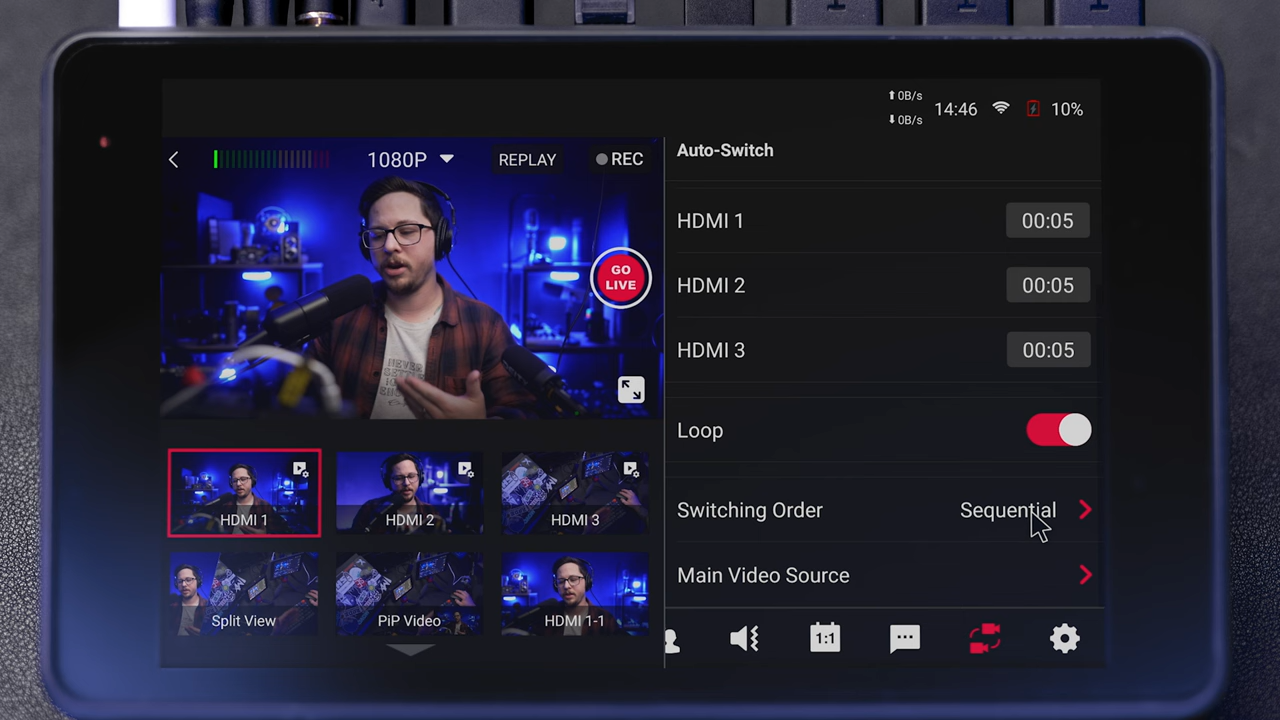 0B/s
0B/s
14:46
10%
1080P
REPLAY
REC
GO
LIVE
NEVER
HDMI 1
HDMI 2
HDMI 3
Split View
PiP Video
HDMI 1-1
Auto-Switch
HDMI 1 00:05
HDMI 2 00:05
HDMI 3 00:05
Loop
Switching Order Sequential
Main Video Source
1:1